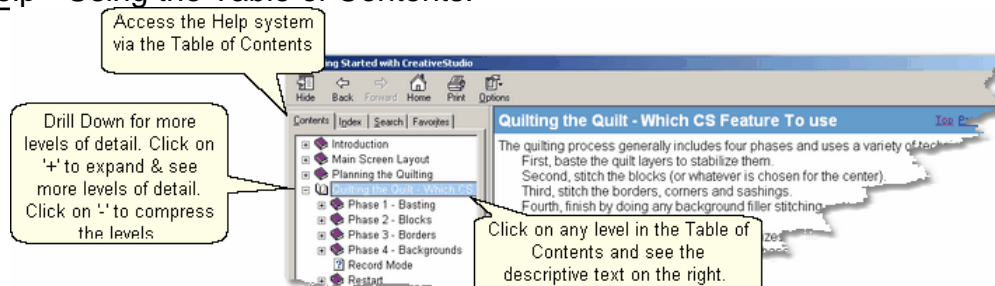 Using the Table of Contents.
Access the Help system
via the Table of Contents
Started with CreativeStudio
Hide Back Forward Home Print Options
Contents Index Search Favorites
Quilting the Quilt - Which CS Feature To use
Top
Drill Down for more
levels of detail. Click on
'+' to expand & see
more levels of detail.
Click on '-' to compress
the levels
Introduction
Main Screen Layout
Planning the Quilting
Quilting the Quilt - Which CS
Phase 1 - Basting
Phase 2 - Blocks
Phase 3 - Borders
Phase 4 - Backgrounds
Record Mode
Restart
The quilting process generally includes four phases and uses a variety of
First, baste the quilt layers to stabilize them.
Second, stitch the blocks (or whatever is chosen for the center).
Third, stitch the borders, corners and sashings.
Fourth, finish by doing any background filler stitching
Click on any level in the Table of
Contents and see the
descriptive text on the right.